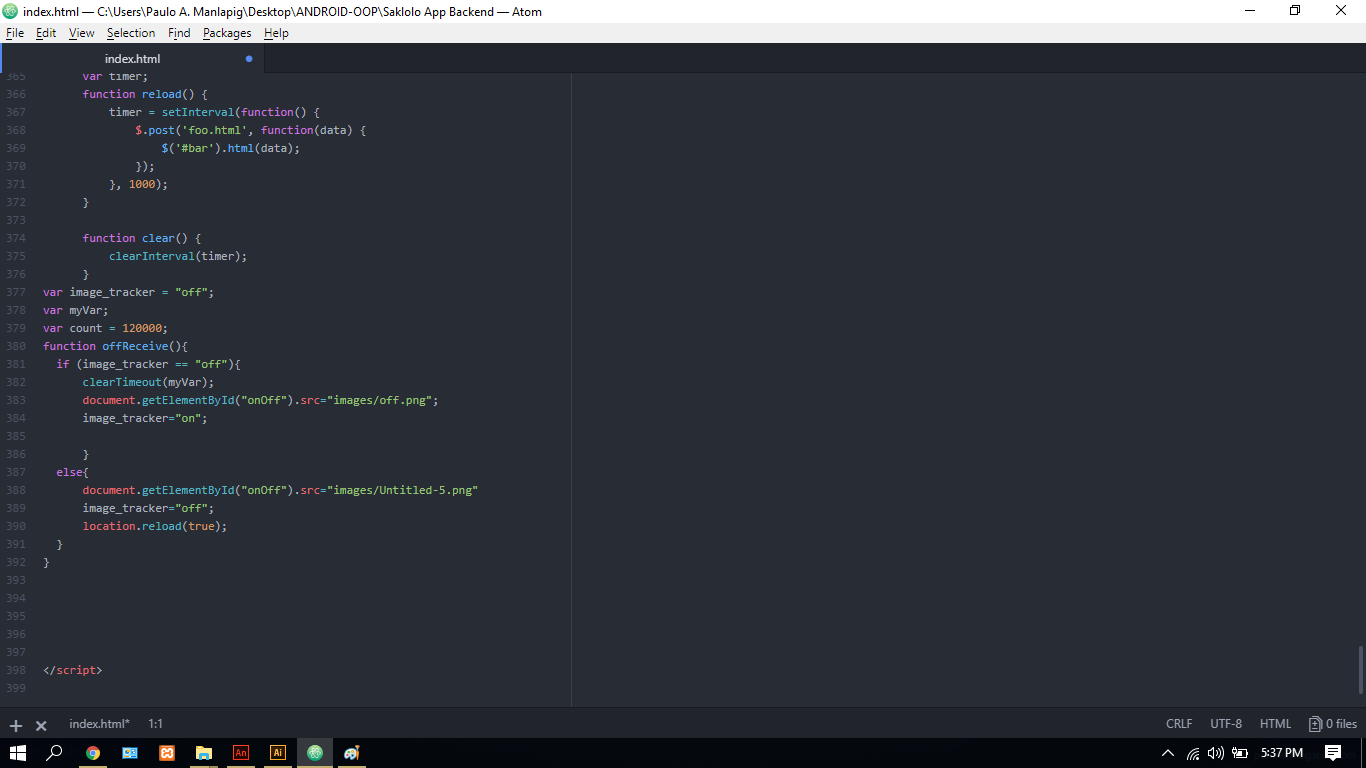 index.html — C:\Users\Paulo A. Manlapig\Desktop\ANDROID-OOP\Saklolo App Backend — Atom
File Edit View Selection Find Packages Help
index.html
365 var timer;
366 function reload() {
367 timer = setInterval(function() {
368 $.post('foo.html', function(data) {
369 $('#bar').html(data);
370 });
371 }, 1000);
372 }
373
374 function clear() {
375 clearInterval(timer);
376 }
377 var image_tracker = "off";
378 var myVar;
379 var count = 120000;
380 function offReceive(){
381 if (image_tracker == "off"){
382 clearTimeout(myVar);
383 document.getElementById("onOff").src="images/off.png";
384 image_tracker="on";
385
386 }
387 else{
388 document.getElementById("onOff").src="images/Untitled-5.png"
389 image_tracker="off";
390 location.reload(true);
391 }
392 }
393
394
395
396
397
398 </script>
399
index.html* 1:1 CRLF UTF-8 HTML 0 files
An Ai 5:37 PM